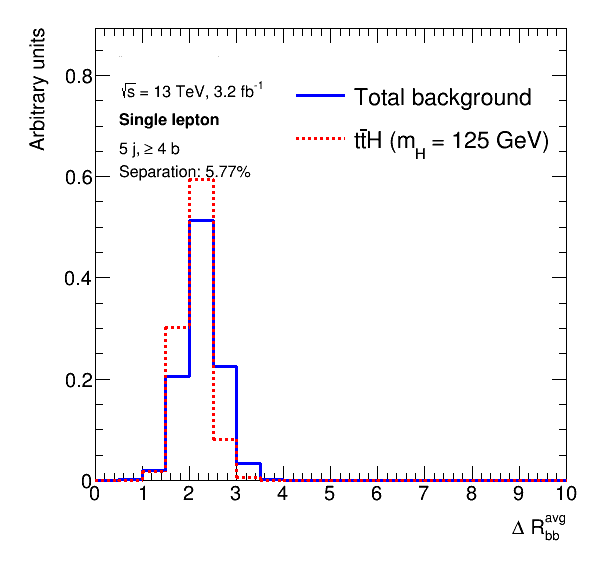 Arbitrary units
0.8
0.6
0.4
0.2
0
√s = 13 TeV, 3.2 fb⁻¹
Single lepton
5 j, ≥ 4 b
Separation: 5.77%
Total background
tt̄H (m_H = 125 GeV)
0 1 2 3 4 5 6 7 8 9 10
Δ R_bb^avg